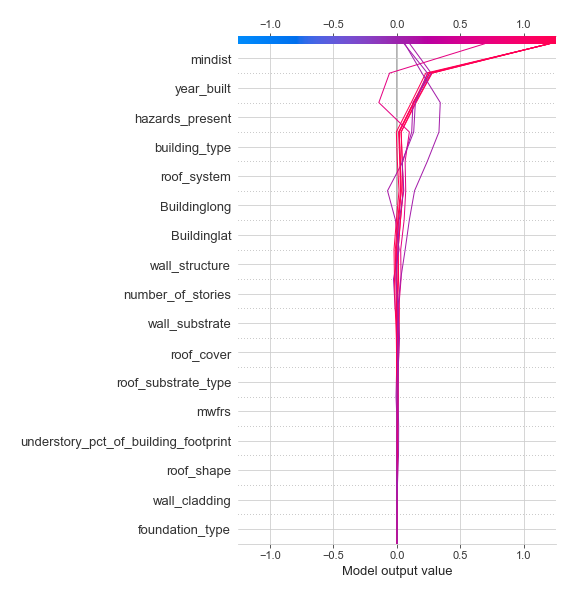 −1.0 −0.5 0.0 0.5 1.0
mindist
year_built
hazards_present
building_type
roof_system
Buildinglong
Buildinglat
wall_structure
number_of_stories
wall_substrate
roof_cover
roof_substrate_type
mwfrs
understory_pct_of_building_footprint
roof_shape
wall_cladding
foundation_type
−1.0 −0.5 0.0 0.5 1.0
Model output value